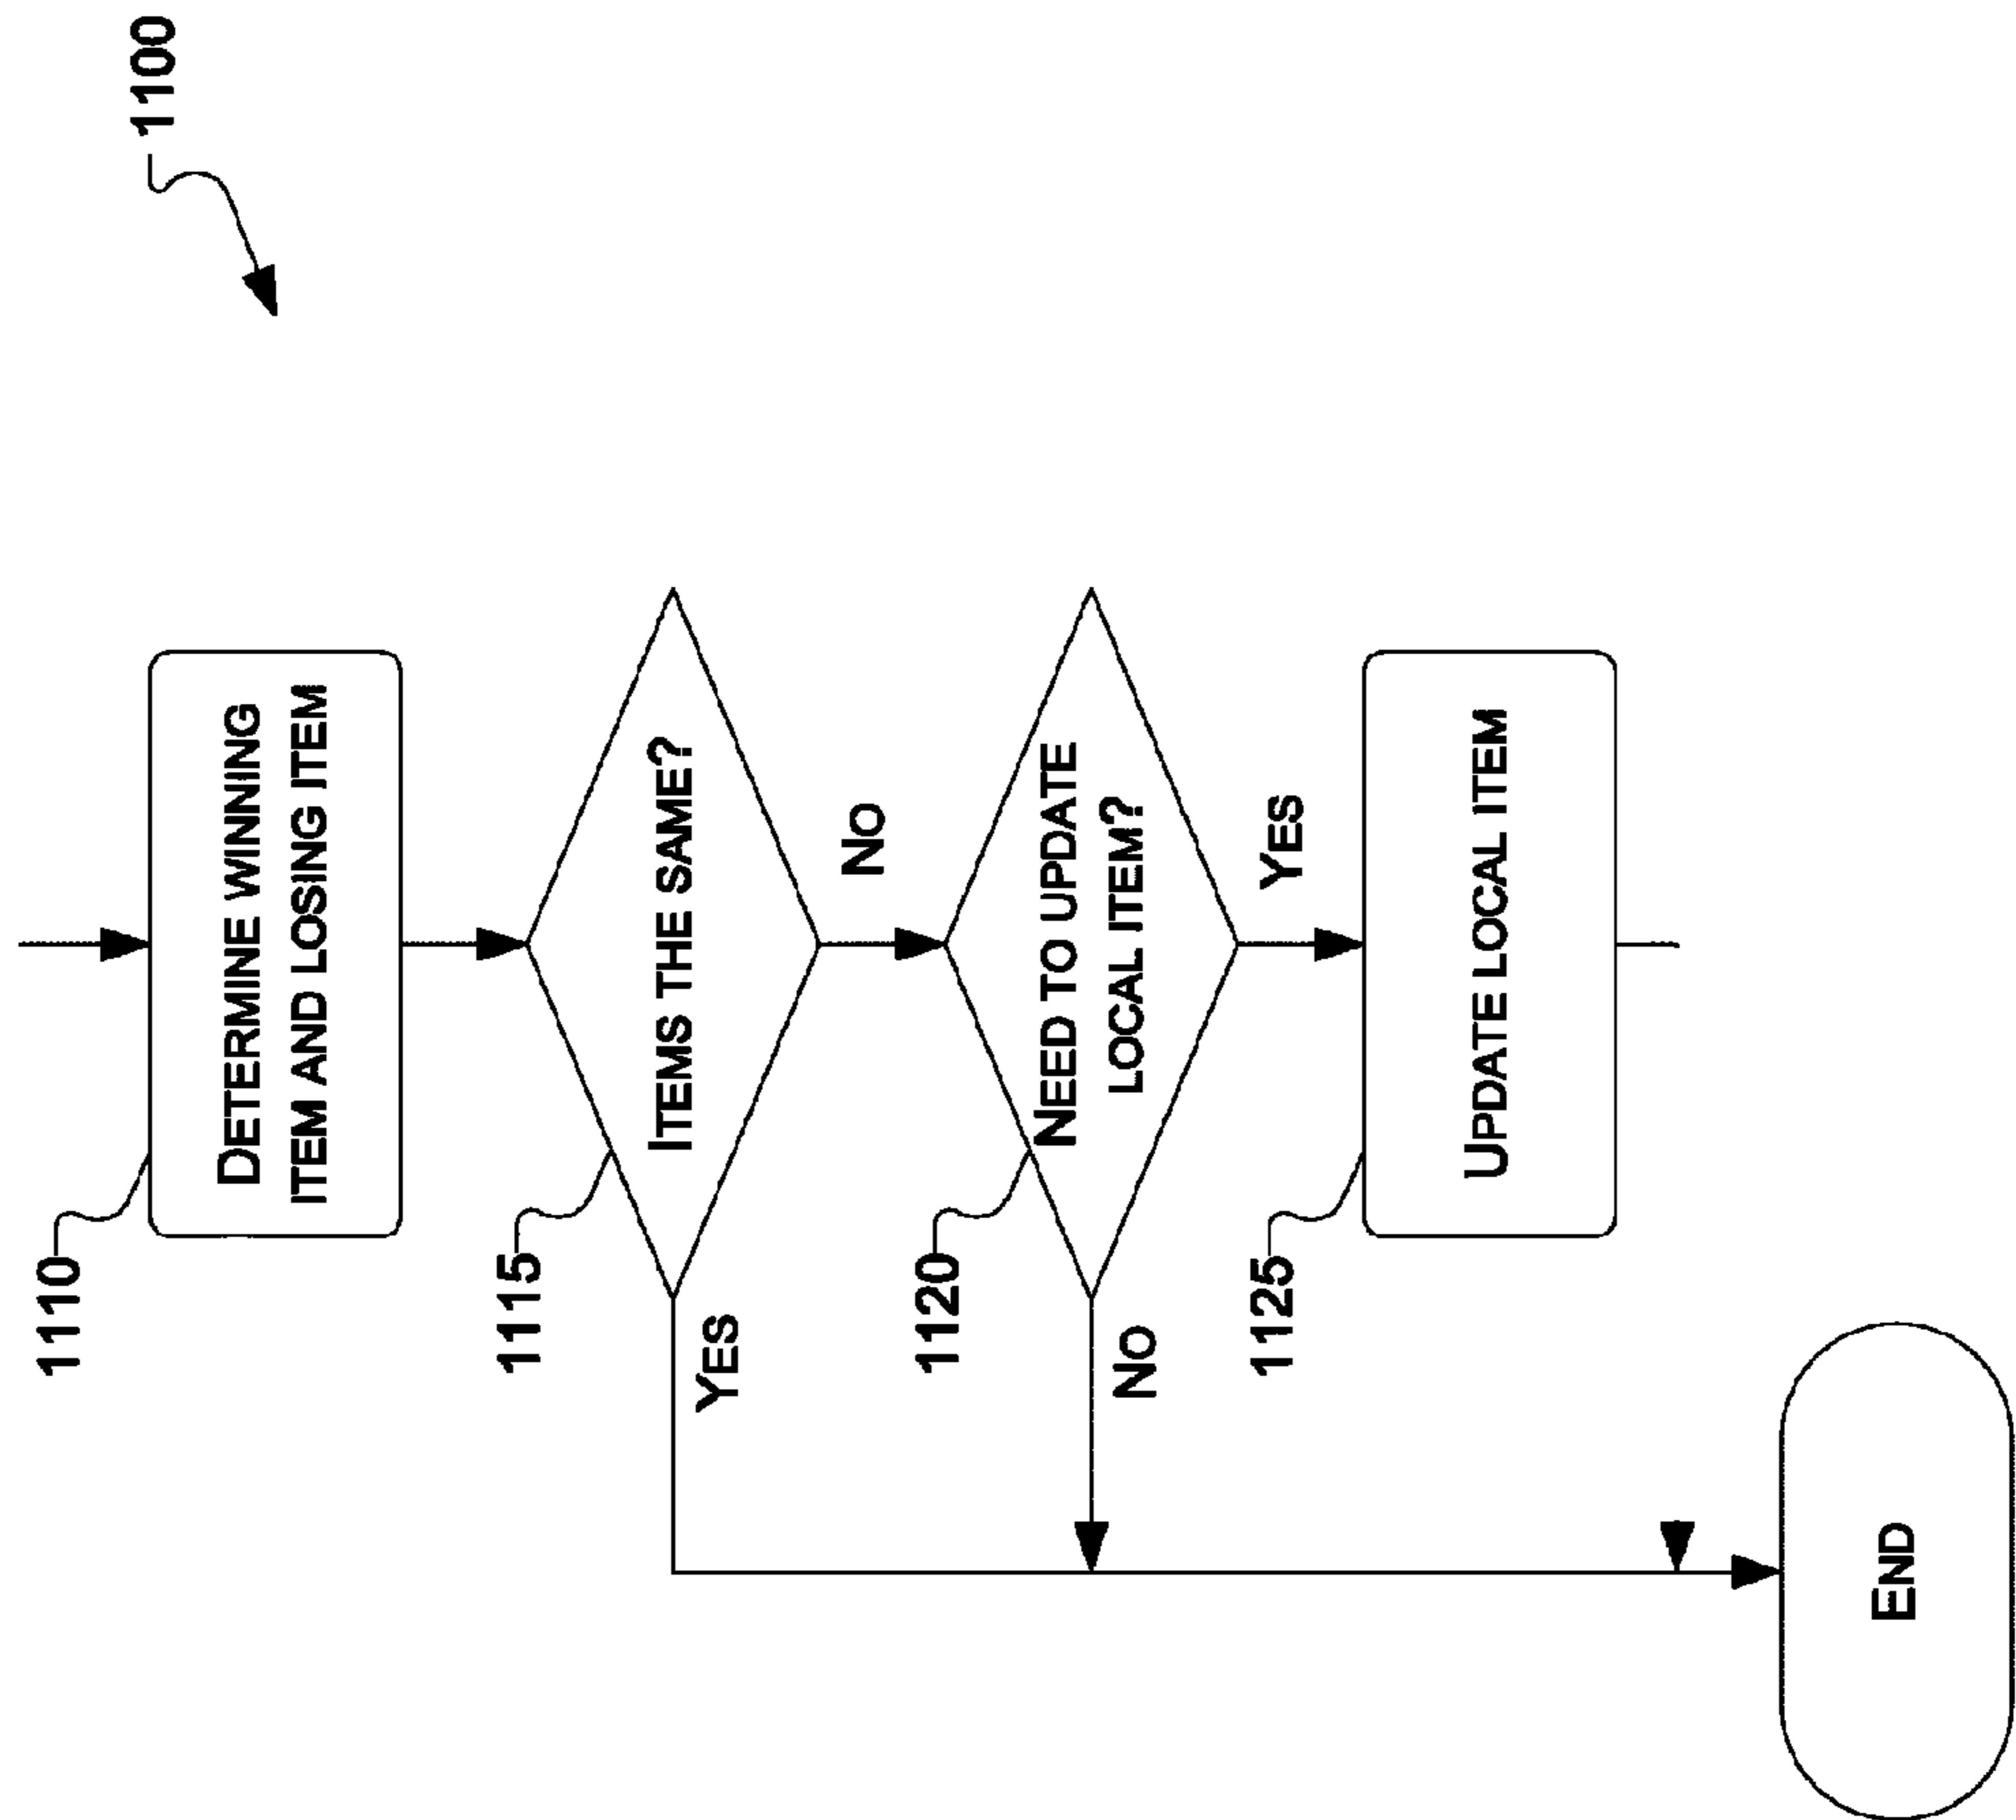 1100
1110
DETERMINE WINNING
ITEM AND LOSING ITEM
1115
ITEMS THE SAME?
YES
NO
1120
NEED TO UPDATE
LOCAL ITEM?
NO
YES
1125
UPDATE LOCAL ITEM
END